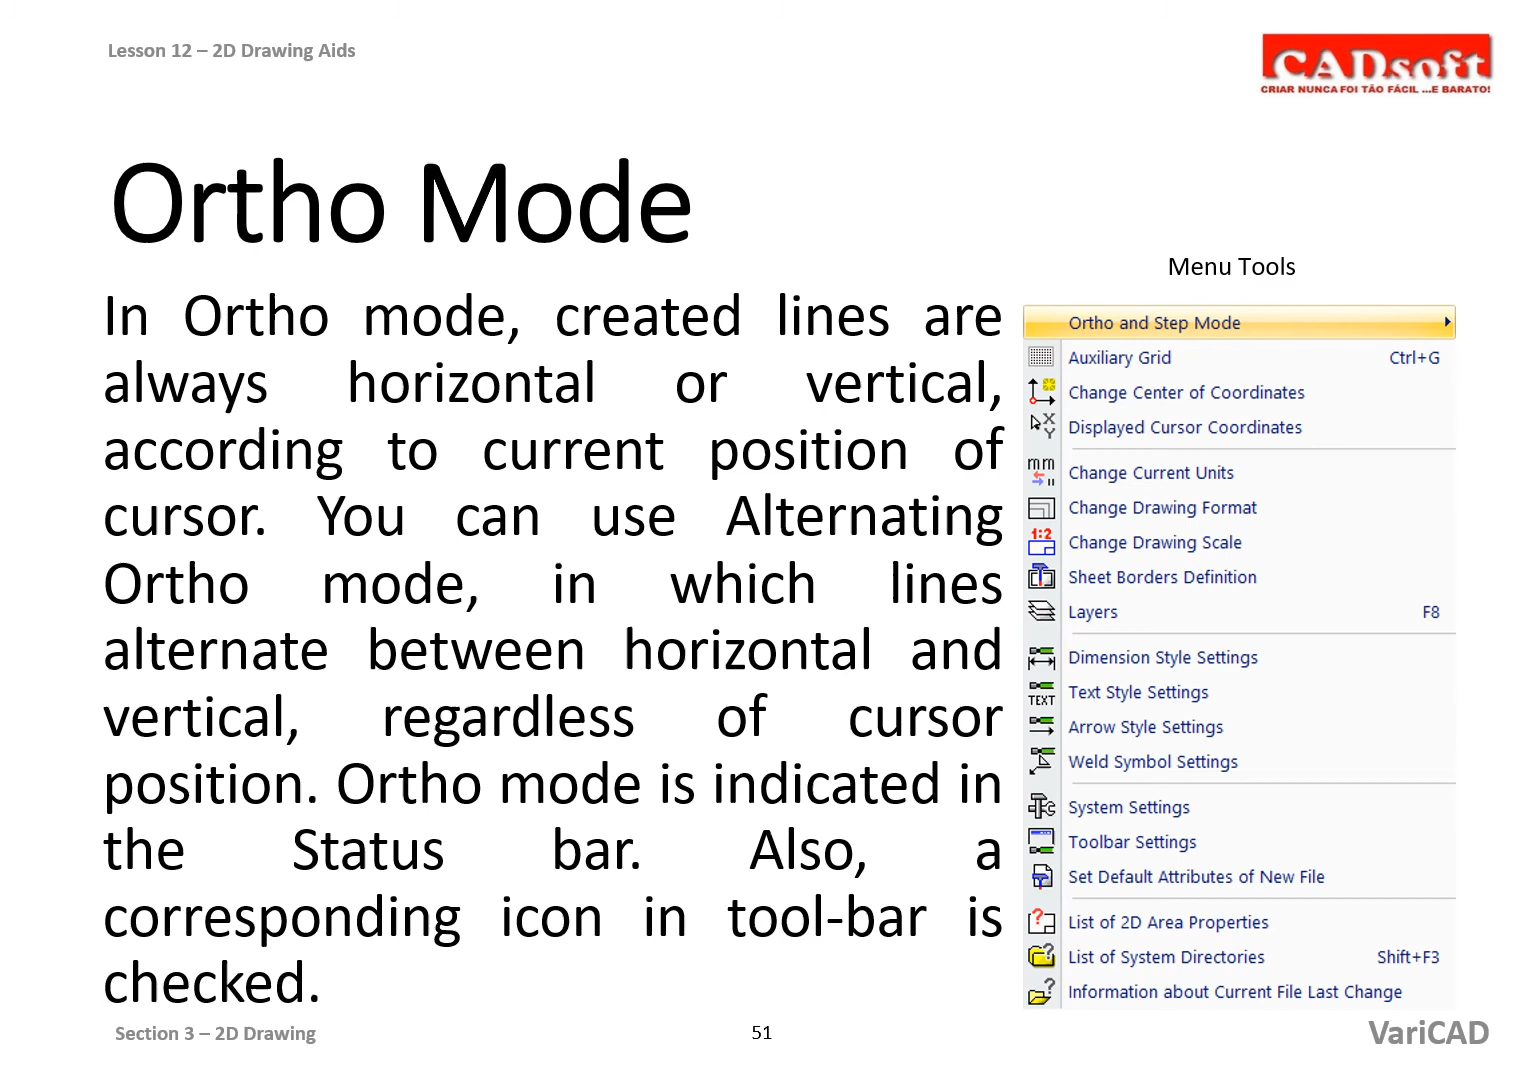 Lesson 12 – 2D Drawing Aids
CADsoft
CRIAR NUNCA FOI TÃO FÁCIL ...E BARATO!
Ortho Mode
In Ortho mode, created lines are
always horizontal or vertical,
according to current position of
cursor. You can use Alternating
Ortho mode, in which lines
alternate between horizontal and
vertical, regardless of cursor
position. Ortho mode is indicated in
the Status bar. Also, a
corresponding icon in tool-bar is
checked.
Menu Tools
Ortho and Step Mode
Auxiliary Grid Ctrl+G
Change Center of Coordinates
X
Y
Displayed Cursor Coordinates
mm
"
Change Current Units
Change Drawing Format
1:2
Change Drawing Scale
Sheet Borders Definition
Layers F8
Dimension Style Settings
TEXT
Text Style Settings
Arrow Style Settings
Weld Symbol Settings
System Settings
Toolbar Settings
Set Default Attributes of New File
?
List of 2D Area Properties
?
List of System Directories Shift+F3
?
Information about Current File Last Change
Section 3 – 2D Drawing
51
VariCAD